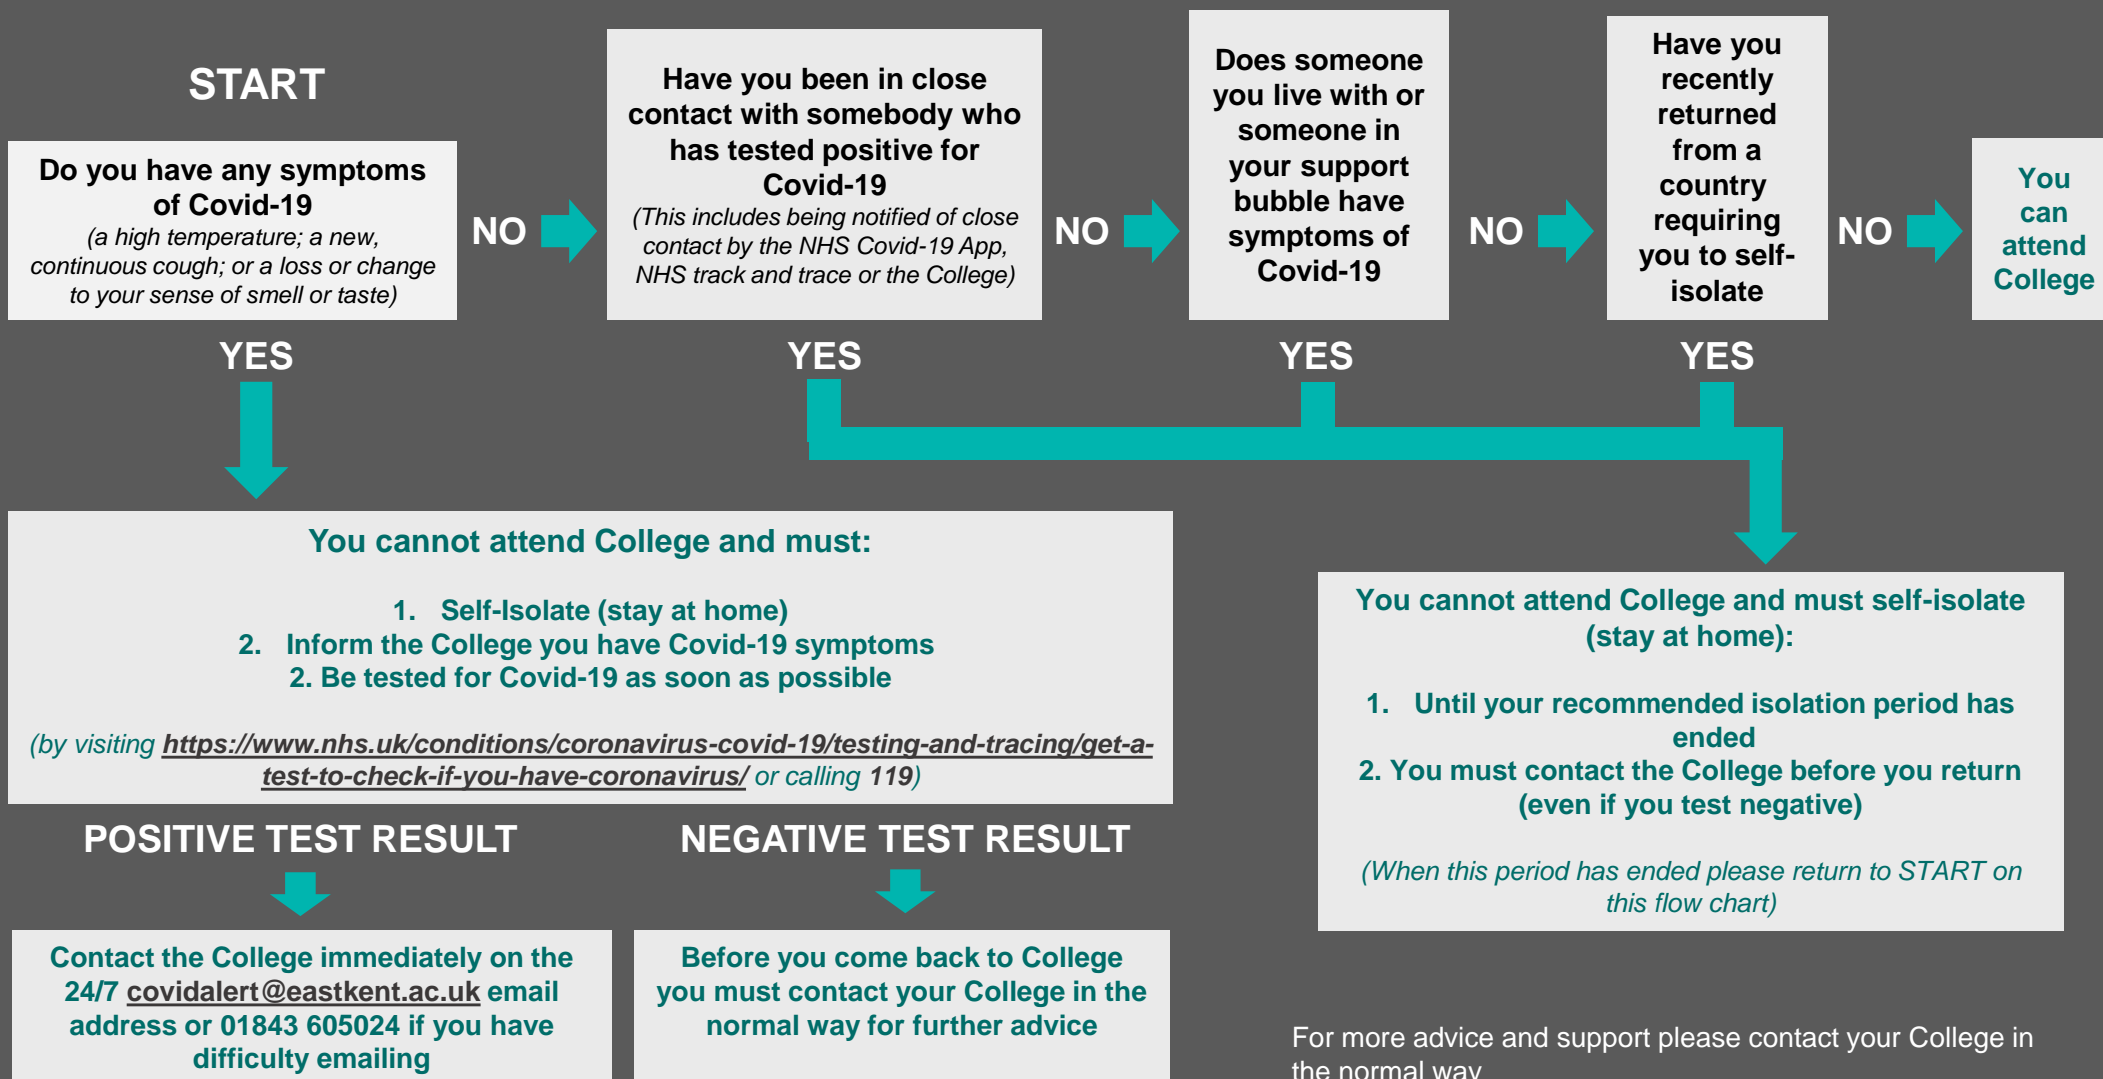 START
Do you have any symptoms
of Covid-19
(a high temperature; a new,
continuous cough; or a loss or change
to your sense of smell or taste)
NO
Have you been in close
contact with somebody who
has tested positive for
Covid-19
(This includes being notified of close
contact by the NHS Covid-19 App,
NHS track and trace or the College)
NO
Does someone
you live with or
someone in
your support
bubble have
symptoms of
Covid-19
NO
Have you
recently
returned
from a
country
requiring
you to self-
isolate
NO
You
can
attend
College
YES
YES
YES
YES
You cannot attend College and must:
1. Self-Isolate (stay at home)
2. Inform the College you have Covid-19 symptoms
2. Be tested for Covid-19 as soon as possible
(by visiting https://www.nhs.uk/conditions/coronavirus-covid-19/testing-and-tracing/get-a-
test-to-check-if-you-have-coronavirus/ or calling 119)
You cannot attend College and must self-isolate
(stay at home):
1. Until your recommended isolation period has
ended
2. You must contact the College before you return
(even if you test negative)
(When this period has ended please return to START on
this flow chart)
POSITIVE TEST RESULT
NEGATIVE TEST RESULT
Contact the College immediately on the
24/7 covidalert@eastkent.ac.uk email
address or 01843 605024 if you have
difficulty emailing
Before you come back to College
you must contact your College in the
normal way for further advice
For more advice and support please contact your College in
the normal way